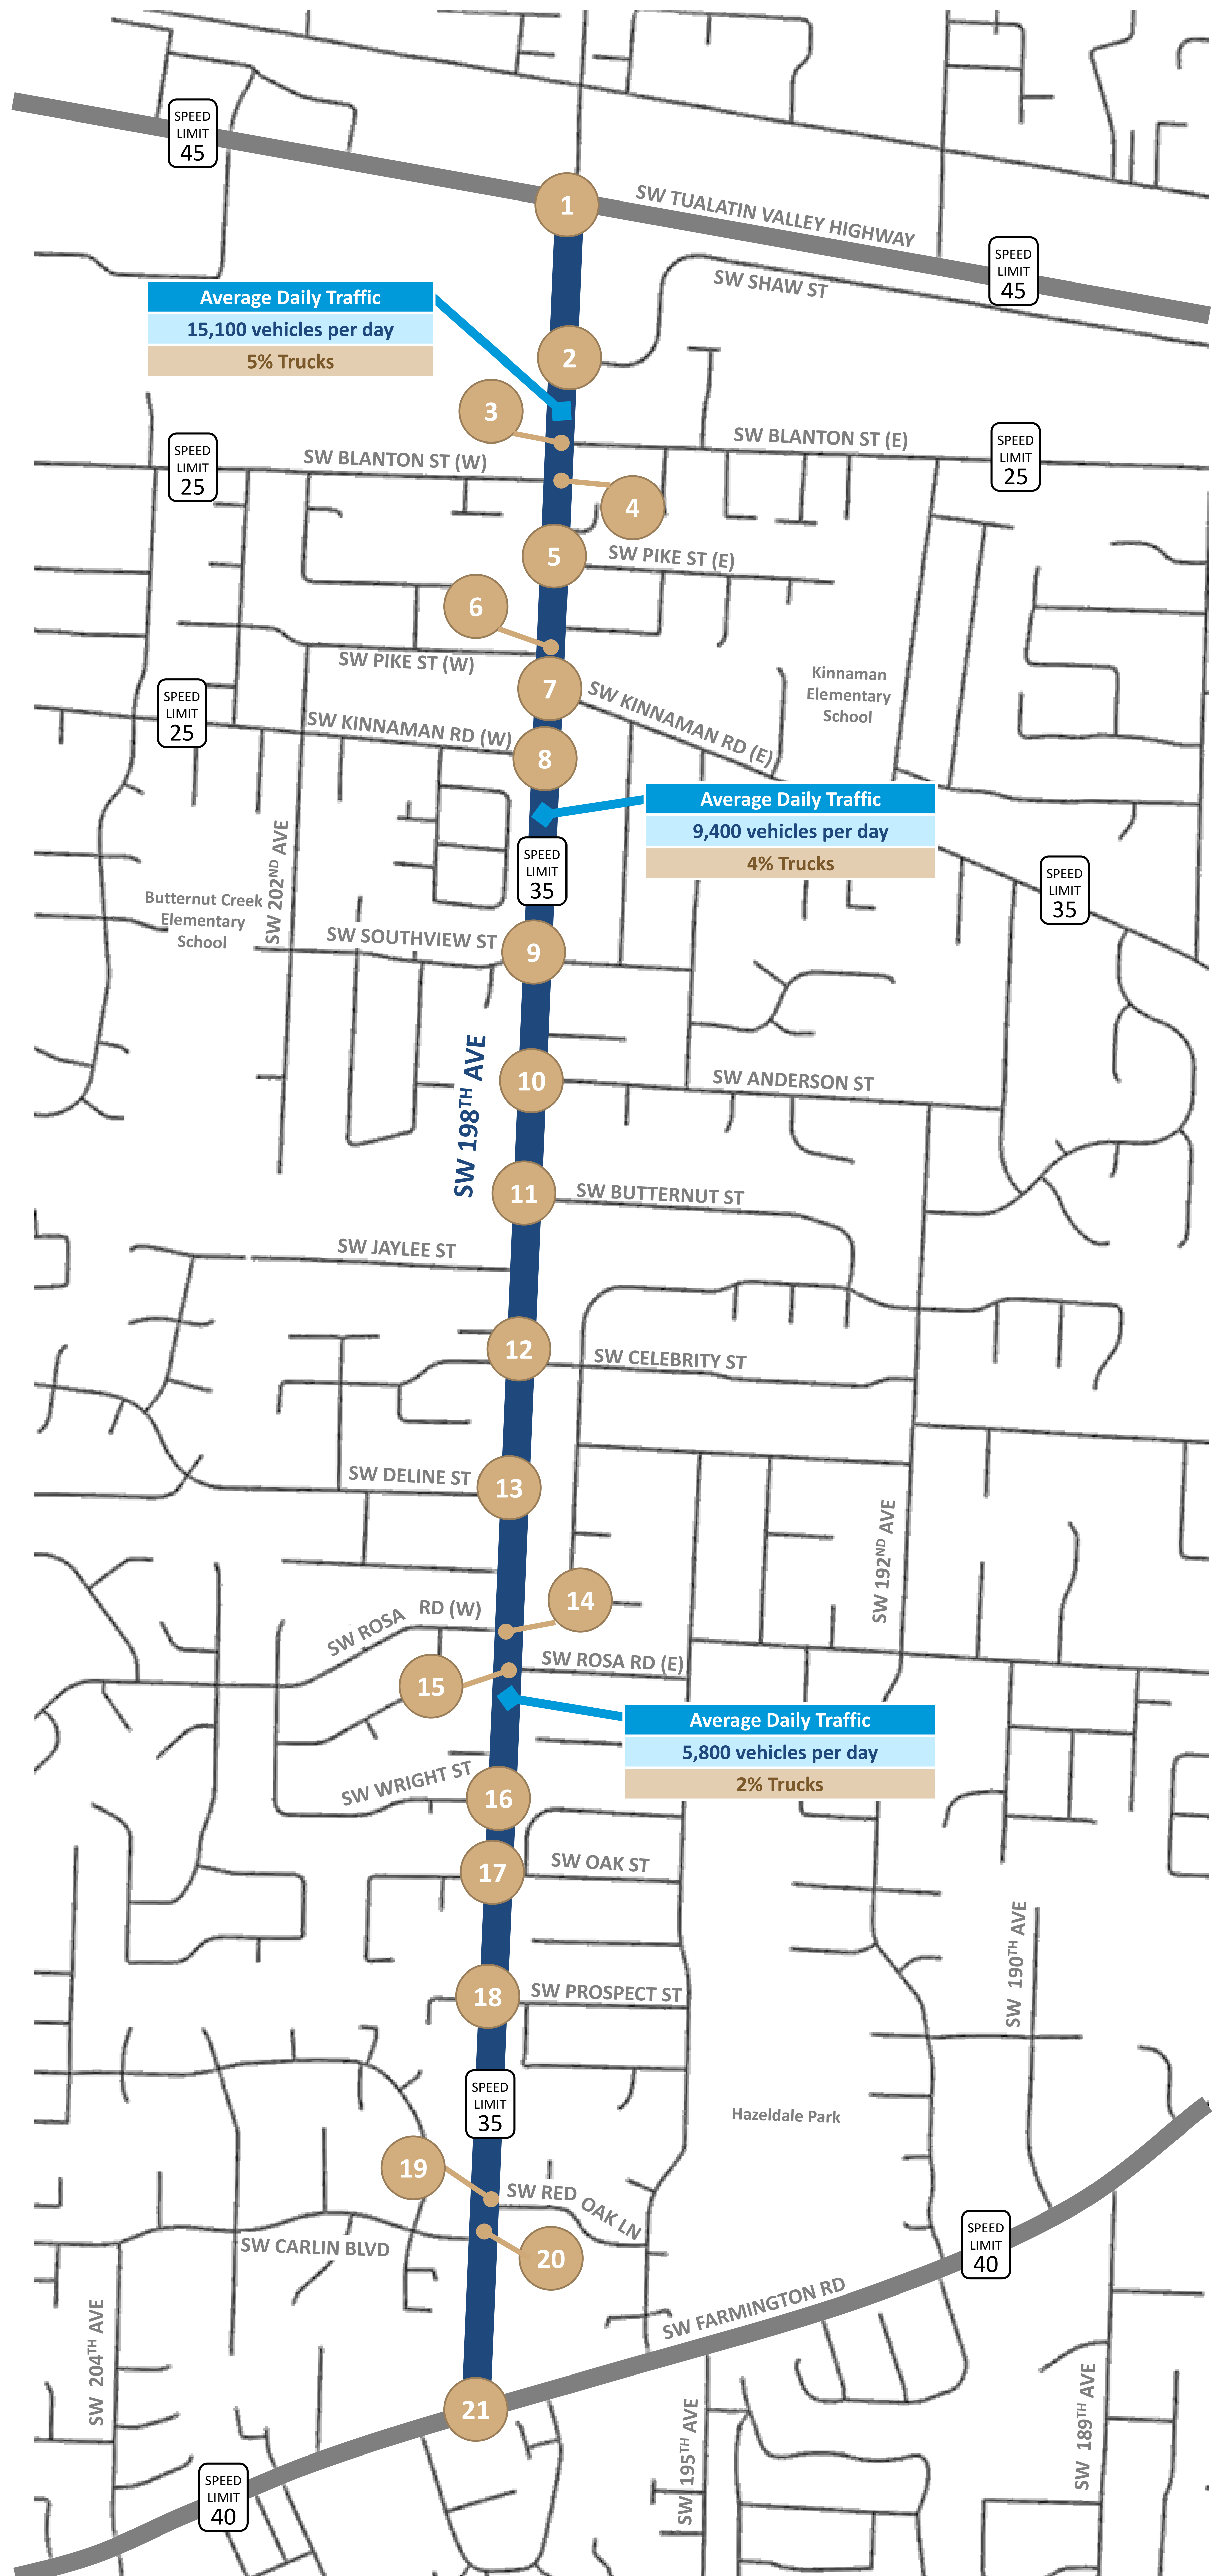 SPEED
LIMIT
45
1
SW TUALATIN VALLEY HIGHWAY
SPEED
LIMIT
45
SW SHAW ST
Average Daily Traffic
15,100 vehicles per day
5% Trucks
2
3
SW BLANTON ST (E)
SPEED
LIMIT
25
SPEED
LIMIT
25
SW BLANTON ST (W)
4
5
SW PIKE ST (E)
6
SW PIKE ST (W)
7
SW KINNAMAN RD (E)
Kinnaman
Elementary
School
SPEED
LIMIT
25
SW KINNAMAN RD (W)
8
Average Daily Traffic
9,400 vehicles per day
4% Trucks
SPEED
LIMIT
35
SPEED
LIMIT
35
SW 202ND AVE
Butternut Creek
Elementary
School
SW SOUTHVIEW ST
9
SW 198TH AVE
10
SW ANDERSON ST
11
SW BUTTERNUT ST
SW JAYLEE ST
12
SW CELEBRITY ST
SW DELINE ST
13
SW 192ND AVE
14
SW ROSA RD (W)
15
SW ROSA RD (E)
Average Daily Traffic
5,800 vehicles per day
2% Trucks
SW WRIGHT ST
16
17
SW OAK ST
SW 190TH AVE
18
SW PROSPECT ST
SPEED
LIMIT
35
Hazeldale Park
19
SW RED OAK LN
SW CARLIN BLVD
20
SPEED
LIMIT
40
SW FARMINGTON RD
SW 204TH AVE
21
SW 195TH AVE
SW 189TH AVE
SPEED
LIMIT
40